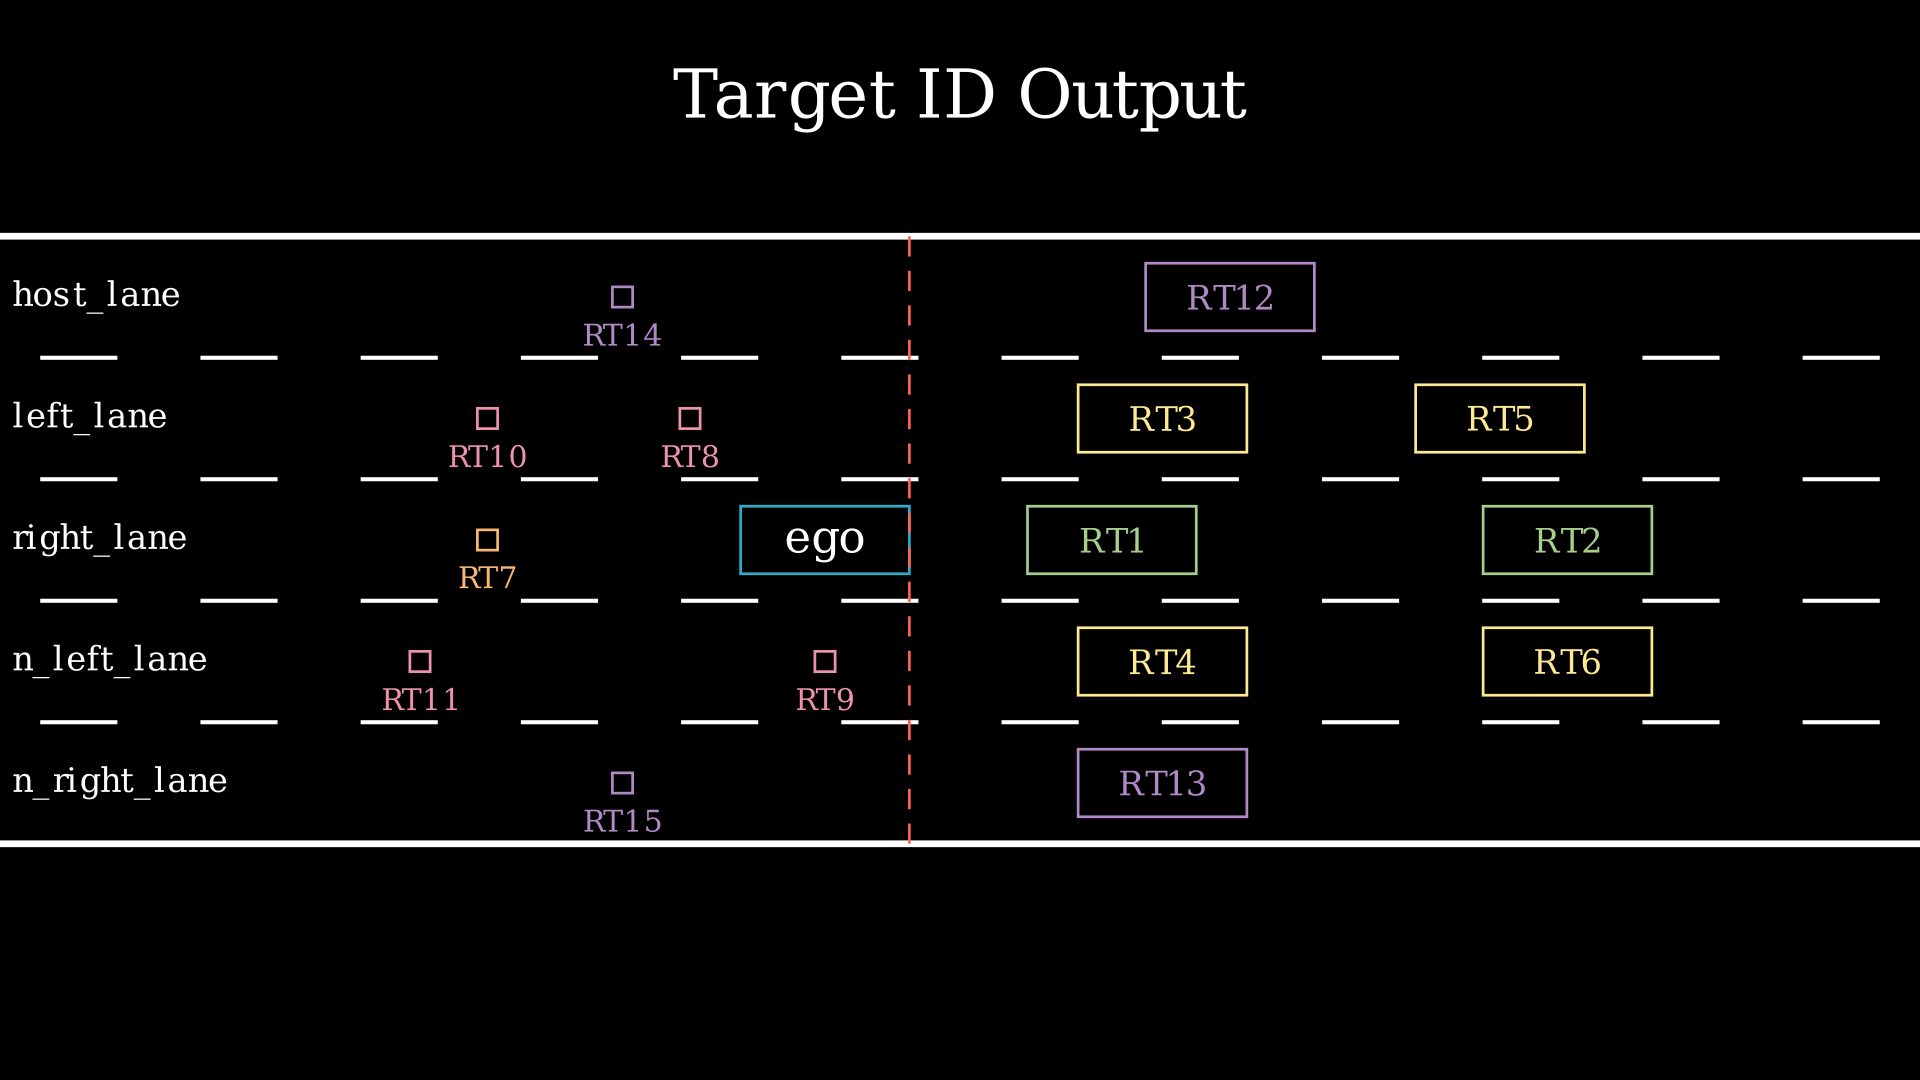 Target ID Output
host_lane
RT14
RT12
left_lane
RT10
RT8
RT3
RT5
right_lane
RT7
ego
RT1
RT2
n_left_lane
RT11
RT9
RT4
RT6
n_right_lane
RT15
RT13